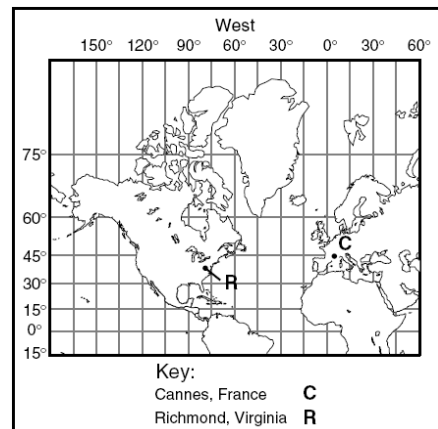 West
150° 120° 90° 60° 30° 0° 30° 60°
75°
60°
C
45°
R
30°
15°
0°
15°
Key:
Cannes, France C
Richmond, Virginia R